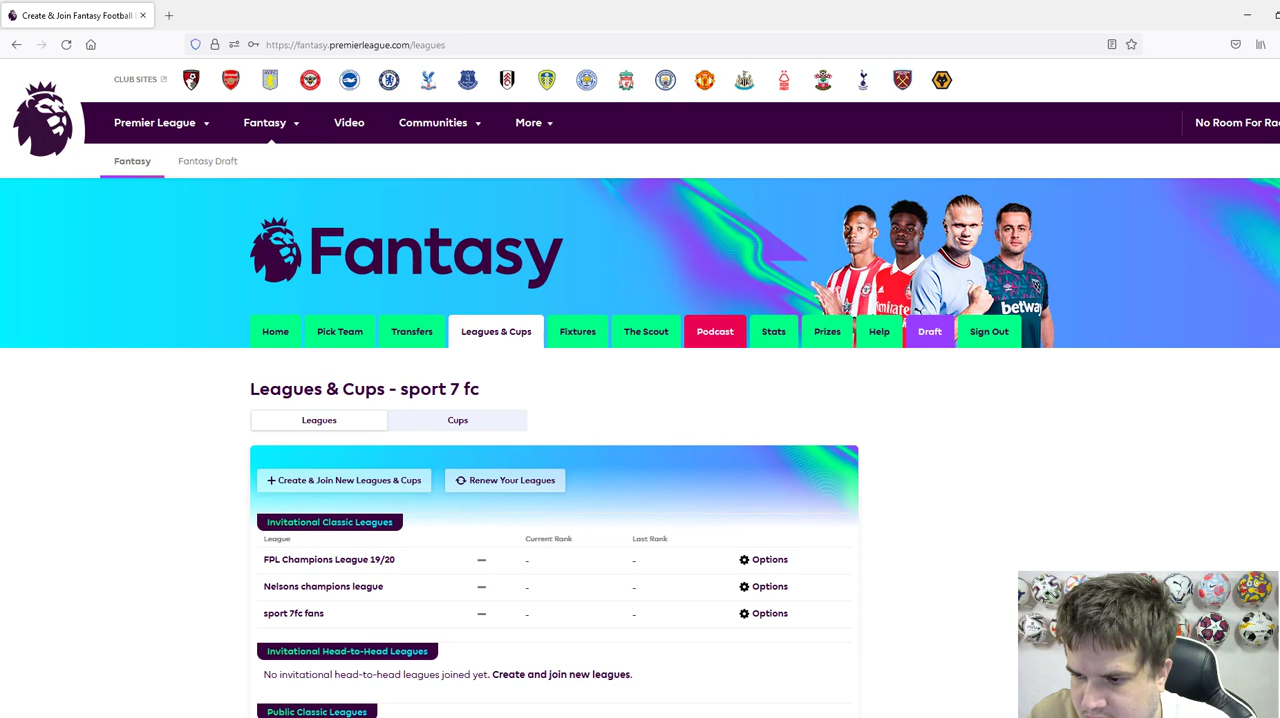 Create & Join Fantasy Football
https://fantasy.premierleague.com/leagues
CLUB SITES
Premier League
Fantasy
Video
Communities
More
No Room For Rac
Fantasy
Fantasy Draft
Fantasy
betw
Home
Pick Team
Transfers
Leagues & Cups
Fixtures
The Scout
Podcast
Stats
Prizes
Help
Draft
Sign Out
Leagues & Cups - sport 7 fc
Leagues
Cups
Create & Join New Leagues & Cups
Renew Your Leagues
Invitational Classic Leagues
League Current Rank Last Rank
FPL Champions League 19/20 - - Options
Nelsons champions league - - Options
sport 7fc fans - - Options
Invitational Head-to-Head Leagues
No invitational head-to-head leagues joined yet. Create and join new leagues.
Public Classic Leagues